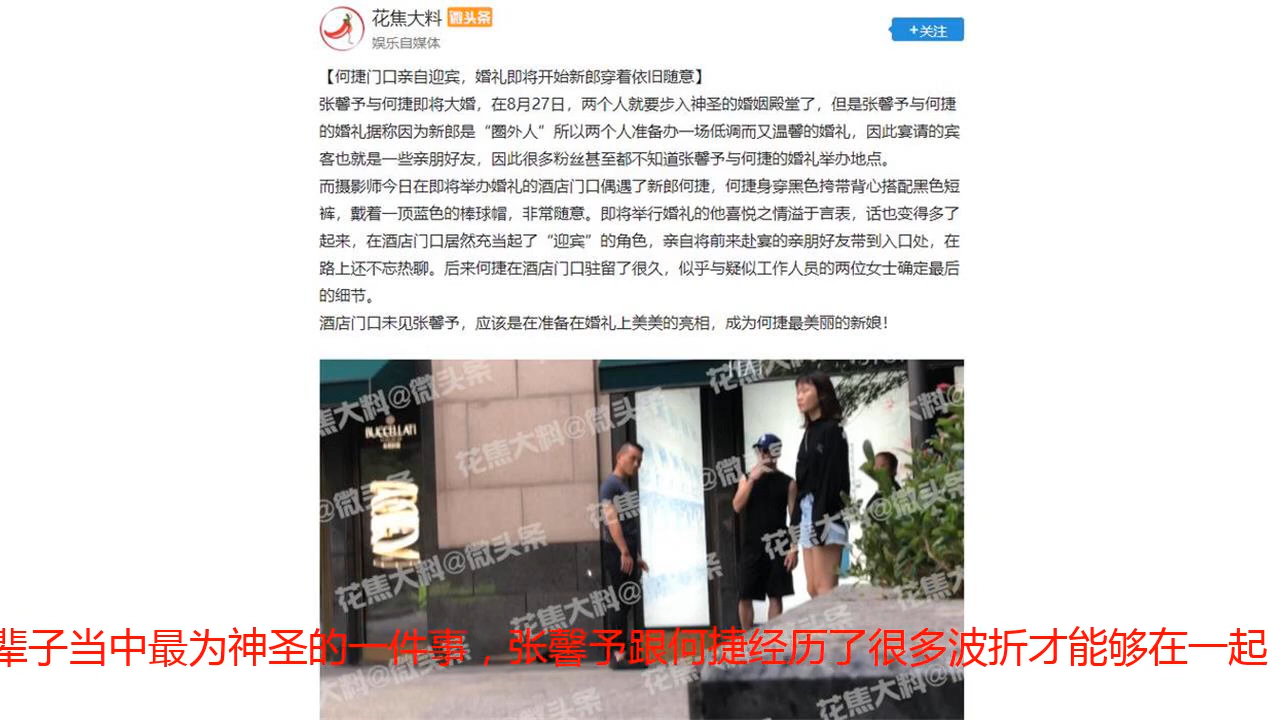 花焦大料 微头条
娱乐自媒体
+关注
【何捷门口亲自迎宾，婚礼即将开始新郎穿着依旧随意】
张馨予与何捷即将大婚，在8月27日，两个人就要步入神圣的婚姻殿堂了，但是张馨予与何捷
的婚礼据称因为新郎是“圈外人”所以两个人准备办一场低调而又温馨的婚礼，因此宴请的宾
客也就是一些亲朋好友，因此很多粉丝甚至都不知道张馨予与何捷的婚礼举办地点。
而摄影师今日在即将举办婚礼的酒店门口偶遇了新郎何捷，何捷身穿黑色挎带背心搭配黑色短
裤，戴着一顶蓝色的棒球帽，非常随意。即将举行婚礼的他喜悦之情溢于言表，话也变得多了
起来，在酒店门口居然充当起了“迎宾”的角色，亲自将前来赴宴的亲朋好友带到入口处，在
路上还不忘热聊。后来何捷在酒店门口驻留了很久，似乎与疑似工作人员的两位女士确定最后
的细节。
酒店门口未见张馨予，应该是在准备在婚礼上美美的亮相，成为何捷最美丽的新娘！
花焦大料@微头条
BUCCELLATI
辈子当中最为神圣的一件事，张馨予跟何捷经历了很多波折才能够在一起